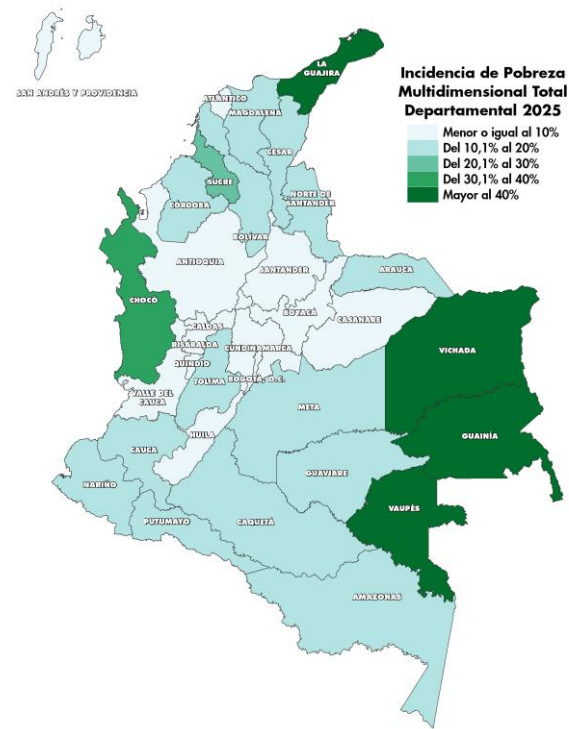 LA
GUAJIRA
Incidencia de Pobreza
Multidimensional Total
Departamental 2025
Menor o igual al 10%
Del 10,1% al 20%
Del 20,1% al 30%
Del 30,1% al 40%
Mayor al 40%
SAN ANDRÉS Y PROVIDENCIA
ATLÁNTICO
MAGDALENA
CESAR
SUCRE
NORTE DE
SANTANDER
CÓRDOBA
BOLÍVAR
ANTIOQUIA
SANTANDER
ARAUCA
CHOCÓ
BOYACÁ
CASANARE
CALDAS
RISARALDA
CUNDINAMARCA
VICHADA
QUINDÍO
TOLIMA
BOGOTÁ, D.C.
VALLE DEL
CAUCA
META
HUILA
GUAINÍA
CAUCA
GUAVIARE
NARIÑO
VAUPÉS
PUTUMAYO
CAQUETÁ
AMAZONAS